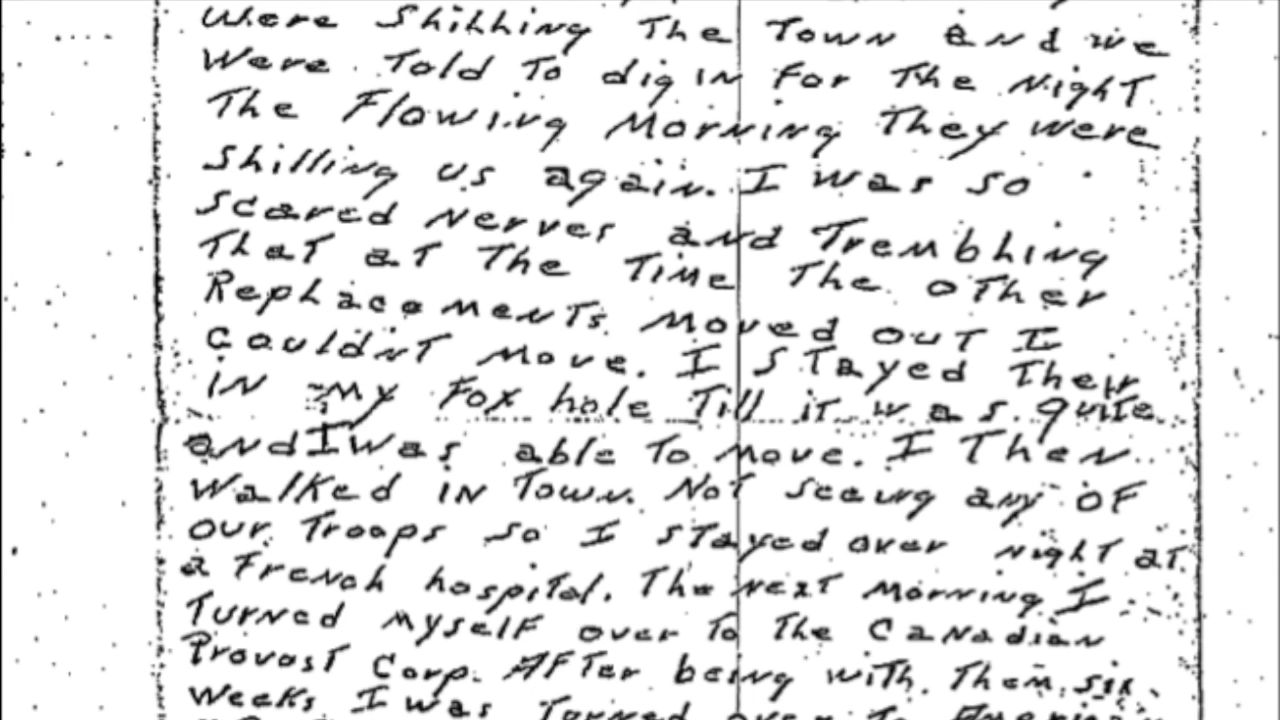 were Shilling The Town and we
were Told To dig in For The Night
The Flowing Morning They were
Shilling us again. I was so
scared nerves and Trembling
That at The Time The other
Replacements moved out I
Couldnt move. I stayed Their
in my Fox hole Till it was quite
and I was able To move. I Then
walked in Town. Not seeing any of
our Troops so I stayed over night at
a French hospital. The next morning I
Turned myself over To The Canadian
Provost Corp. After being with Them six
weeks I was Turned over To